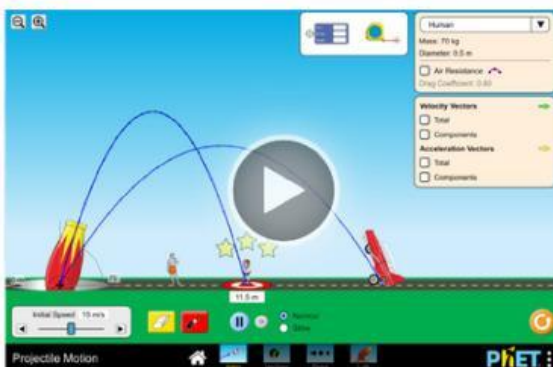 Human
Mass: 70 kg
Diameter: 0.5 m
Air Resistance
Drag Coefficient: 0.60
Velocity Vectors
Total
Components
Acceleration Vectors
Total
Components
11.5 m
Initial Speed 15 m/s
Normal
Slow
Projectile Motion
PhET